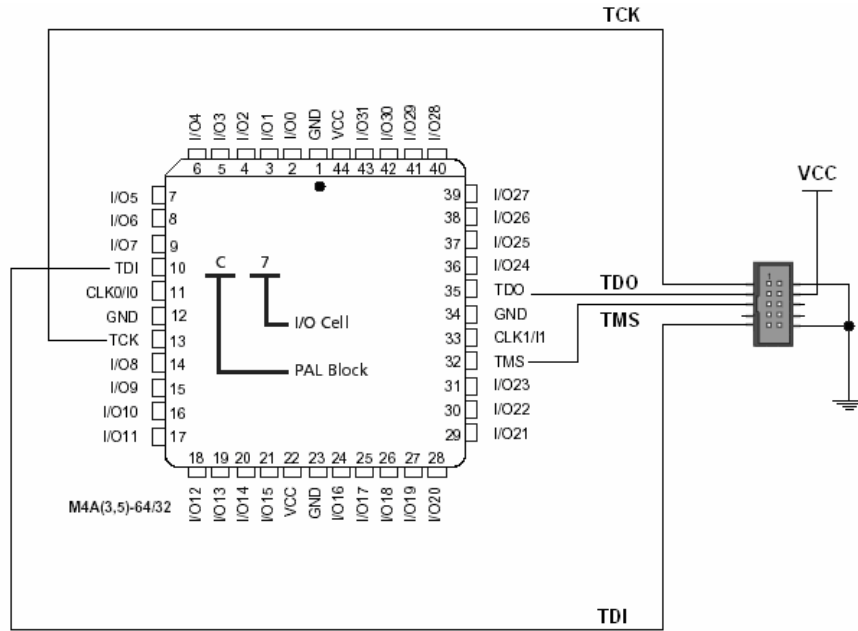 TCK
I/O4 I/O3 I/O2 I/O1 I/O0 GND VCC I/O31 I/O30 I/O29 I/O28
6 5 4 3 2 1 44 43 42 41 40
I/O5 7
I/O6 8
I/O7 9
TDI 10
CLK0/I0 11
GND 12
TCK 13
I/O8 14
I/O9 15
I/O10 16
I/O11 17
C 7
I/O Cell
PAL Block
39 I/O27
38 I/O26
37 I/O25
36 I/O24
35 TDO
34 GND
33 CLK1/I1
32 TMS
31 I/O23
30 I/O22
29 I/O21
VCC
TDO
TMS
1
18 19 20 21 22 23 24 25 26 27 28
I/O12 I/O13 I/O14 I/O15 VCC GND I/O16 I/O17 I/O18 I/O19 I/O20
M4A(3,5)-64/32
TDI